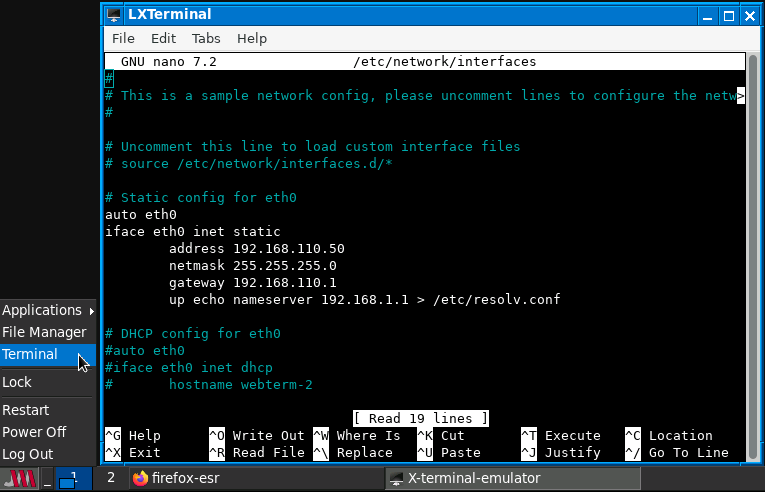 LXTerminal
File Edit Tabs Help
GNU nano 7.2 /etc/network/interfaces
#
# This is a sample network config, please uncomment lines to configure the netw>
#
# Uncomment this line to load custom interface files
# source /etc/network/interfaces.d/*
# Static config for eth0
auto eth0
iface eth0 inet static
address 192.168.110.50
netmask 255.255.255.0
gateway 192.168.110.1
up echo nameserver 192.168.1.1 > /etc/resolv.conf
# DHCP config for eth0
#auto eth0
#iface eth0 inet dhcp
# hostname webterm-2
[ Read 19 lines ]
^G Help ^O Write Out ^W Where Is ^K Cut ^T Execute ^C Location
^X Exit ^R Read File ^\ Replace ^U Paste ^J Justify ^/ Go To Line
Applications
File Manager
Terminal
Lock
Restart
Power Off
Log Out
_ 1 2 firefox-esr X-terminal-emulator